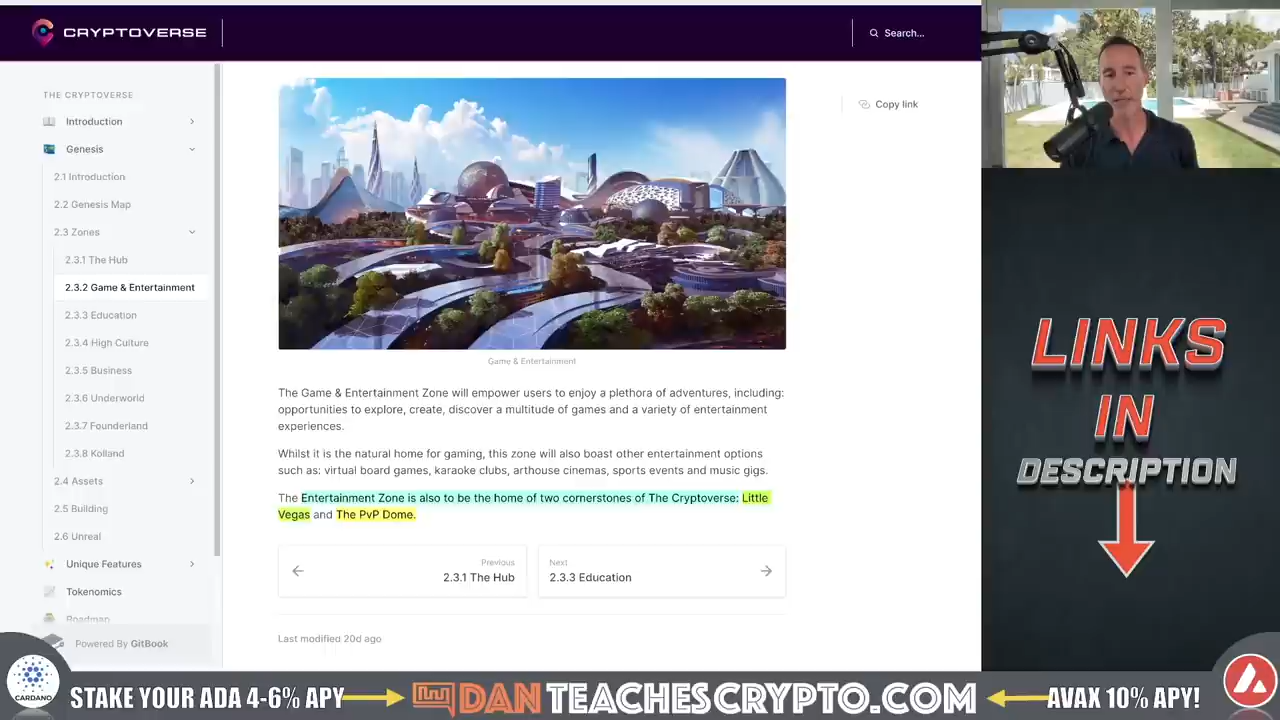 CRYPTOVERSE
Search...
THE CRYPTOVERSE
Introduction
Genesis
2.1 Introduction
2.2 Genesis Map
2.3 Zones
2.3.1 The Hub
2.3.2 Game & Entertainment
2.3.3 Education
2.3.4 High Culture
2.3.5 Business
2.3.6 Underworld
2.3.7 Founderland
2.3.8 Kolland
2.4 Assets
2.5 Building
2.6 Unreal
Unique Features
Tokenomics
Roadmap
Powered By GitBook
Copy link
Game & Entertainment
The Game & Entertainment Zone will empower users to enjoy a plethora of adventures, including:
opportunities to explore, create, discover a multitude of games and a variety of entertainment
experiences.
Whilst it is the natural home for gaming, this zone will also boast other entertainment options
such as: virtual board games, karaoke clubs, arthouse cinemas, sports events and music gigs.
The Entertainment Zone is also to be the home of two cornerstones of The Cryptoverse: Little
Vegas and The PvP Dome.
Previous
2.3.1 The Hub
Next
2.3.3 Education
Last modified 20d ago
LINKS
IN
DESCRIPTION
CARDANO
STAKE YOUR ADA 4-6% APY
DANTEACHESCRYPTO.COM
AVAX 10% APY!